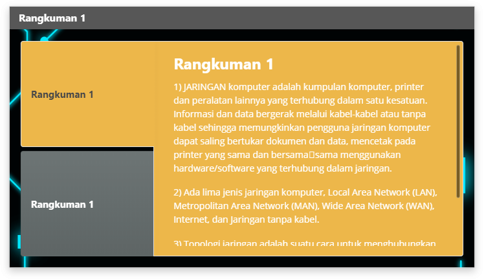 Rangkuman 1
Rangkuman 1
Rangkuman 1
Rangkuman 1
1) JARINGAN komputer adalah kumpulan komputer, printer
dan peralatan lainnya yang terhubung dalam satu kesatuan.
Informasi dan data bergerak melalui kabel-kabel atau tanpa
kabel sehingga memungkinkan pengguna jaringan komputer
dapat saling bertukar dokumen dan data, mencetak pada
printer yang sama dan bersama▯sama menggunakan
hardware/software yang terhubung dalam jaringan.
2) Ada lima jenis jaringan komputer, Local Area Network (LAN),
Metropolitan Area Network (MAN), Wide Area Network (WAN),
Internet, dan jaringan tanpa kabel.
3) Topologi jaringan adalah suatu cara untuk menghubungkan